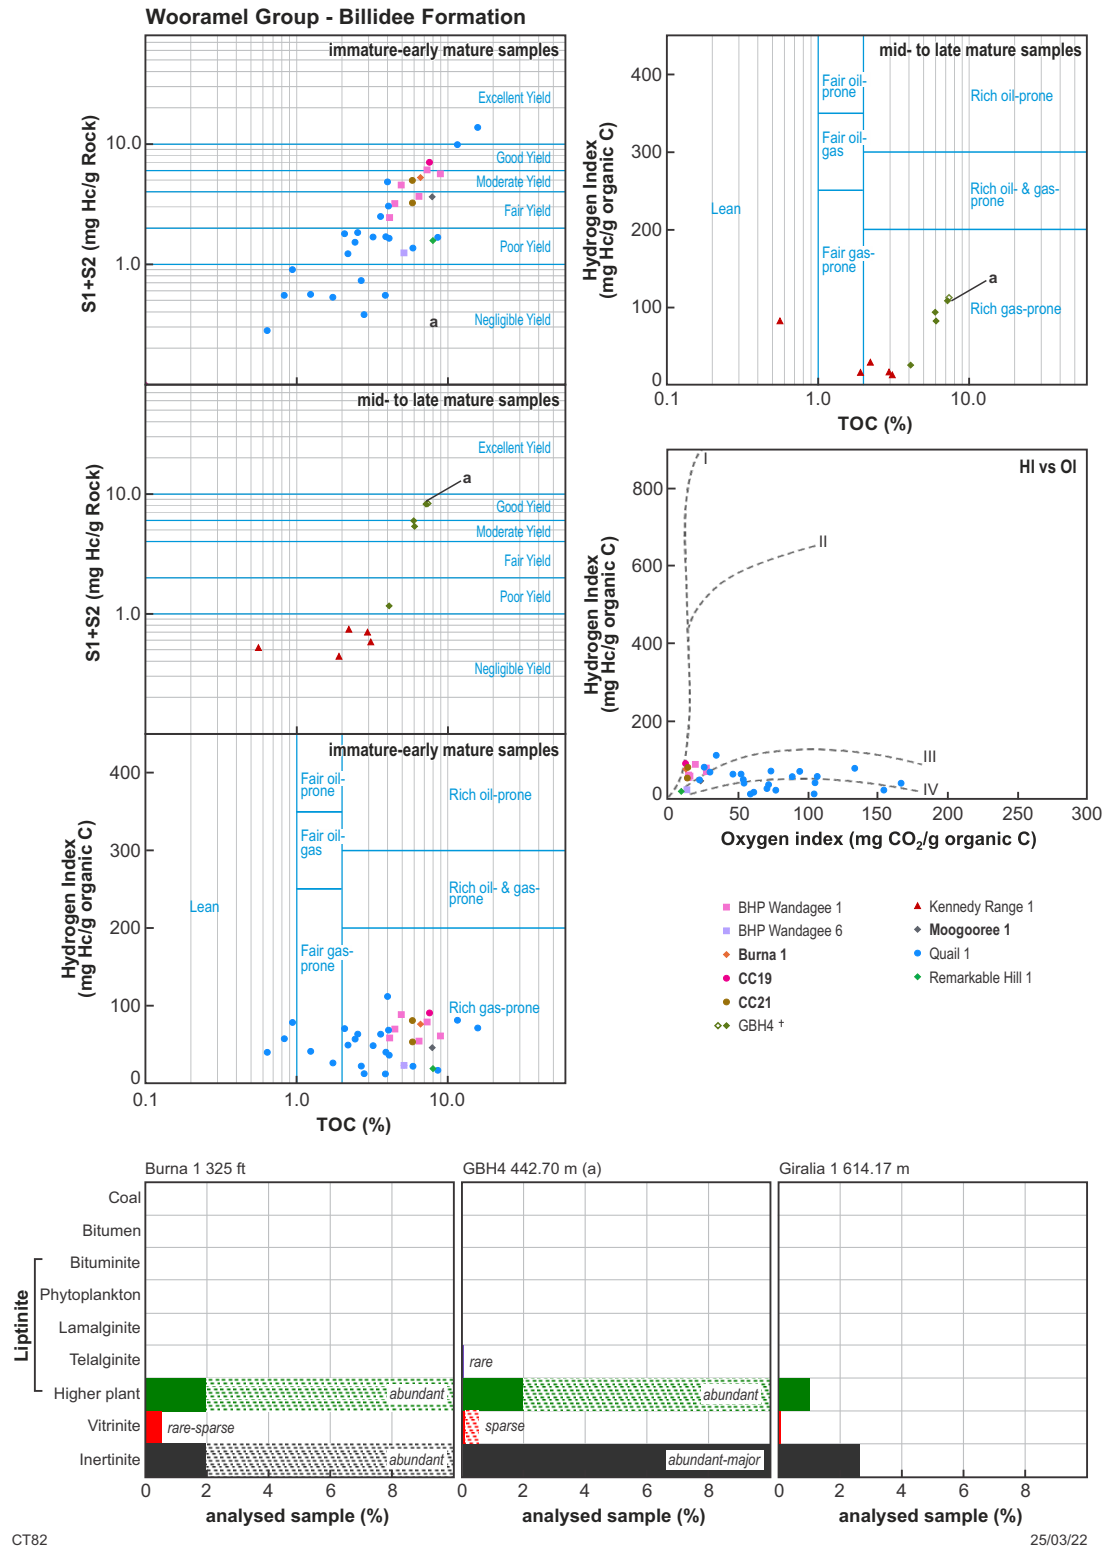 Wooramel Group - Billidee Formation
immature-early mature samples
Excellent Yield
Good Yield
Moderate Yield
Fair Yield
Poor Yield
Negligible Yield
a
10.0
1.0
S1+S2 (mg Hc/g Rock)
mid- to late mature samples
Excellent Yield
Good Yield
Moderate Yield
Fair Yield
Poor Yield
Negligible Yield
a
10.0
1.0
S1+S2 (mg Hc/g Rock)
immature-early mature samples
Fair oil-
prone
Fair oil-
gas
Fair gas-
prone
Lean
Rich oil-prone
Rich oil- & gas-
prone
Rich gas-prone
400
300
200
100
0
Hydrogen Index
(mg Hc/g organic C)
0.1
1.0
10.0
TOC (%)
mid- to late mature samples
Fair oil-
prone
Fair oil-
gas
Fair gas-
prone
Lean
Rich oil-prone
Rich oil- & gas-
prone
Rich gas-prone
a
400
300
200
100
0
Hydrogen Index
(mg Hc/g organic C)
0.1
1.0
10.0
TOC (%)
HI vs OI
I
II
III
IV
800
600
400
200
0
Hydrogen Index
(mg Hc/g organic C)
0
50
100
150
200
250
300
Oxygen index (mg CO₂/g organic C)
BHP Wandagee 1
BHP Wandagee 6
Burna 1
CC19
CC21
GBH4 †
Kennedy Range 1
Moogooree 1
Quail 1
Remarkable Hill 1
Burna 1 325 ft
GBH4 442.70 m (a)
Giralia 1 614.17 m
Coal
Bitumen
Bituminite
Phytoplankton
Lamalginite
Telalginite
Higher plant
Vitrinite
Inertinite
Liptinite
abundant
rare-sparse
abundant
rare
abundant
sparse
abundant-major
0 2 4 6 8
0 2 4 6 8
0 2 4 6 8
analysed sample (%)
analysed sample (%)
analysed sample (%)
CT82
25/03/22